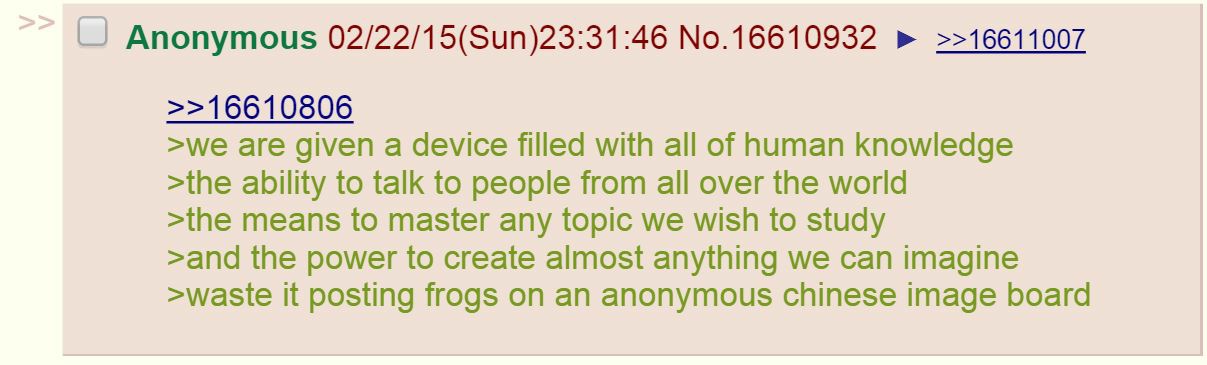 >> Anonymous 02/22/15(Sun)23:31:46 No.16610932 ► >>16611007
>>16610806
>we are given a device filled with all of human knowledge
>the ability to talk to people from all over the world
>the means to master any topic we wish to study
>and the power to create almost anything we can imagine
>waste it posting frogs on an anonymous chinese image board